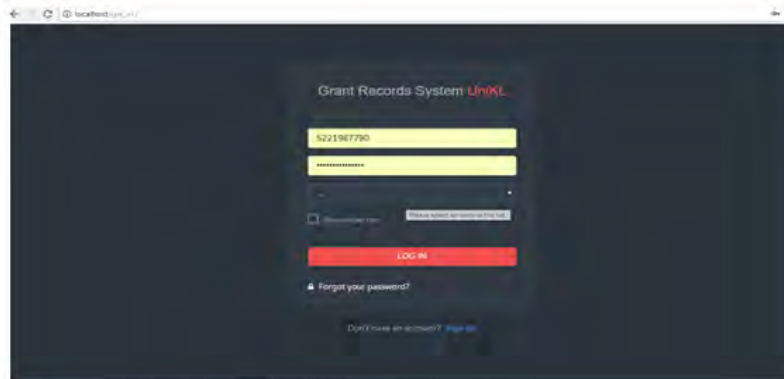 localhost
Grant Records System UniKL
5221987790
Please select an item in the list.
LOG IN
Forgot your password?
Don't have an account? Sign Up